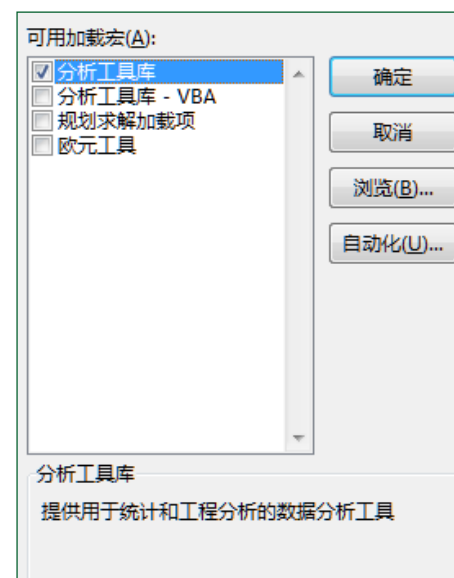 可用加载宏(A):
分析工具库
分析工具库 - VBA
规划求解加载项
欧元工具
确定
取消
浏览(B)...
自动化(U)...
分析工具库
提供用于统计和工程分析的数据分析工具